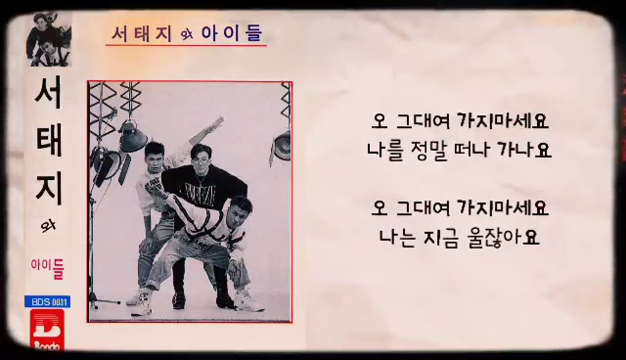 서태지 와 아이들
서
태
지
와
아이들
BDS 0031
오 그대여 가지마세요
나를 정말 떠나 가나요
오 그대여 가지마세요
나는 지금 울잖아요